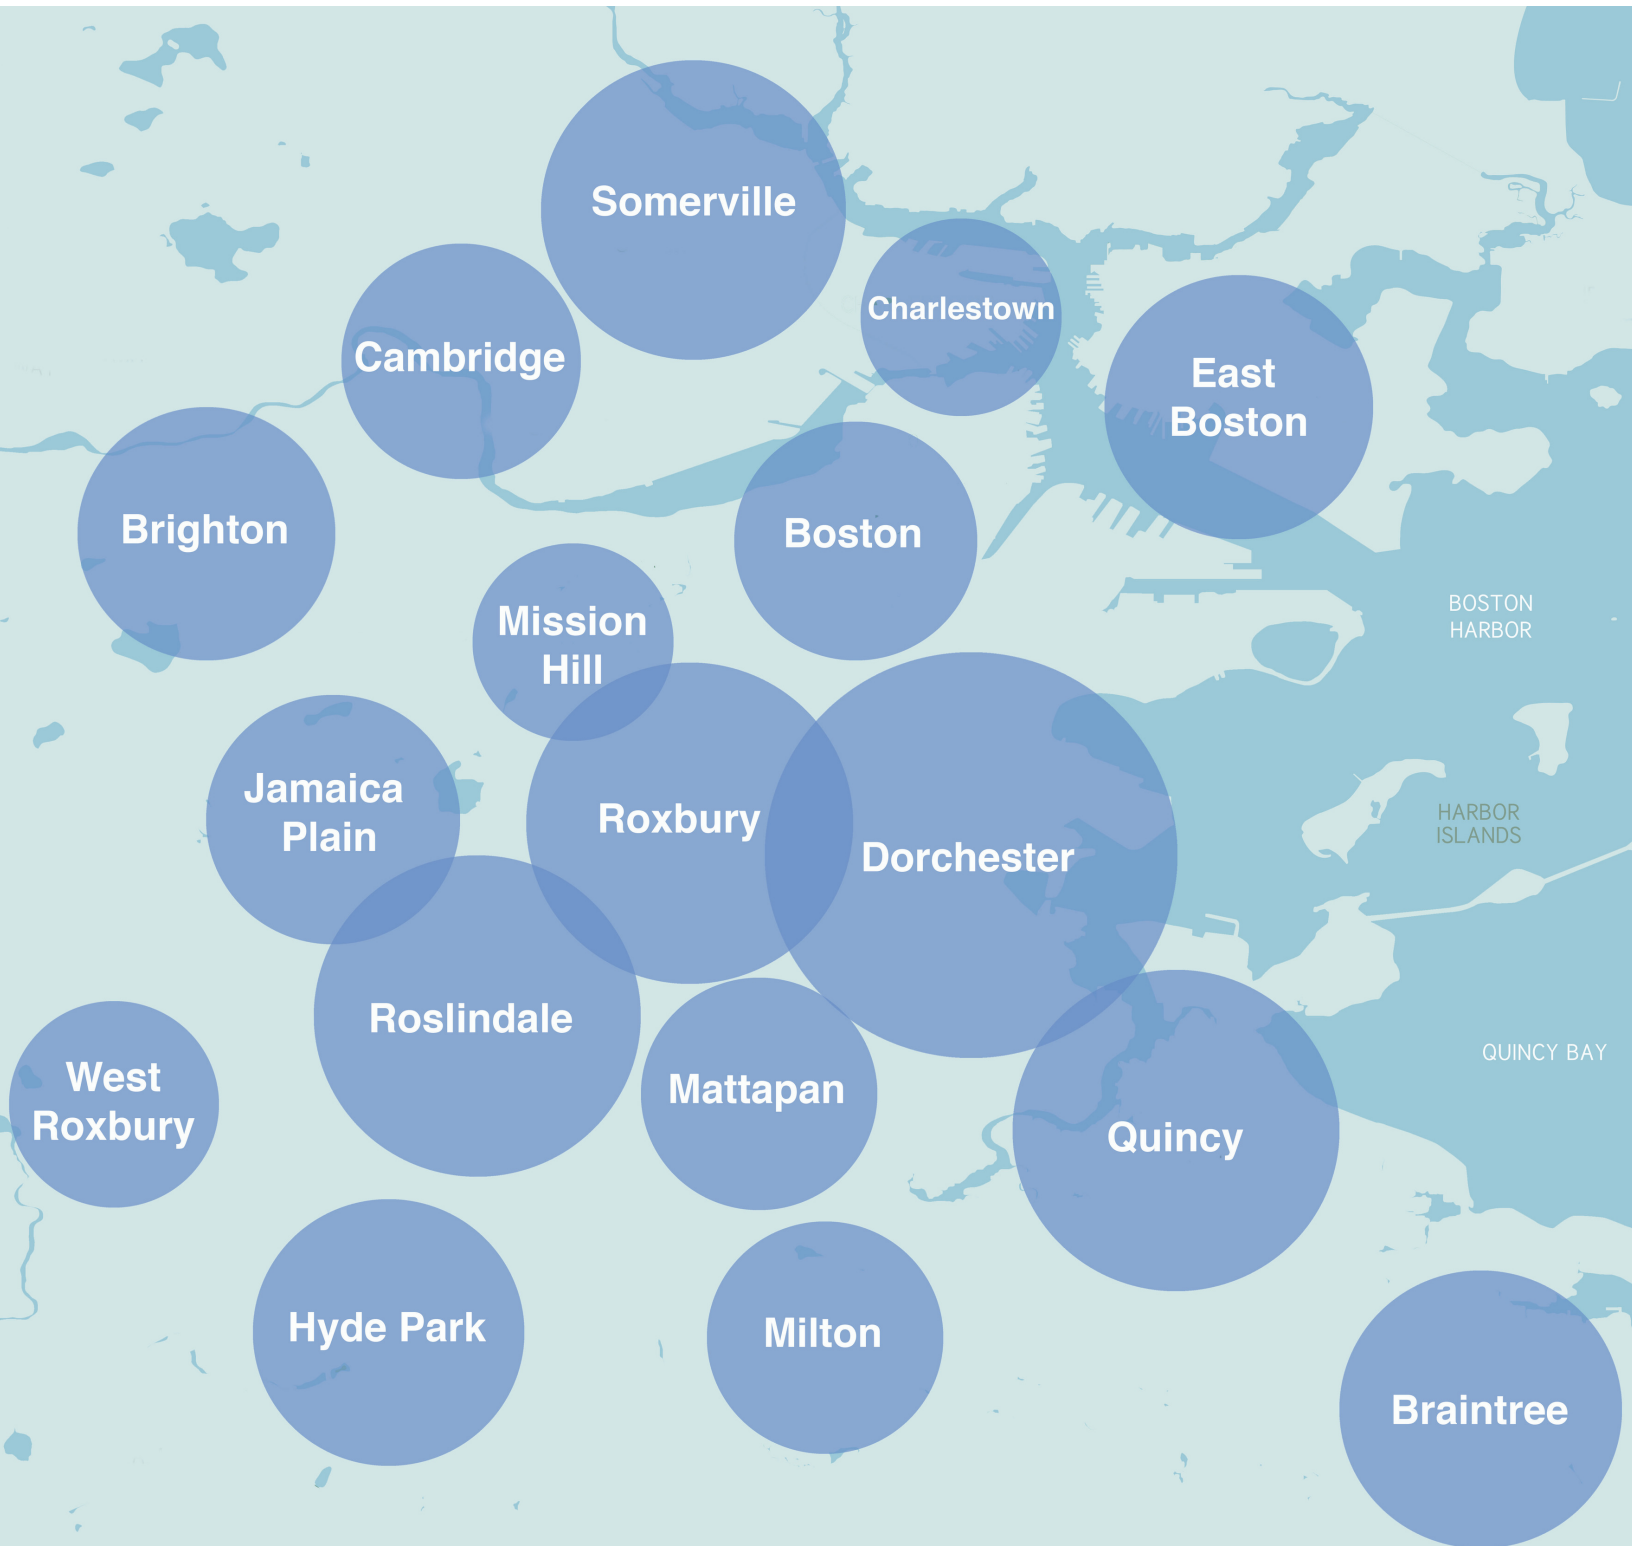 Somerville
Charlestown
Cambridge
East
Boston
Brighton
Boston
BOSTON
HARBOR
Mission
Hill
Jamaica
Plain
Roxbury
Dorchester
HARBOR
ISLANDS
Roslindale
QUINCY BAY
West
Roxbury
Mattapan
Quincy
Hyde Park
Milton
Braintree